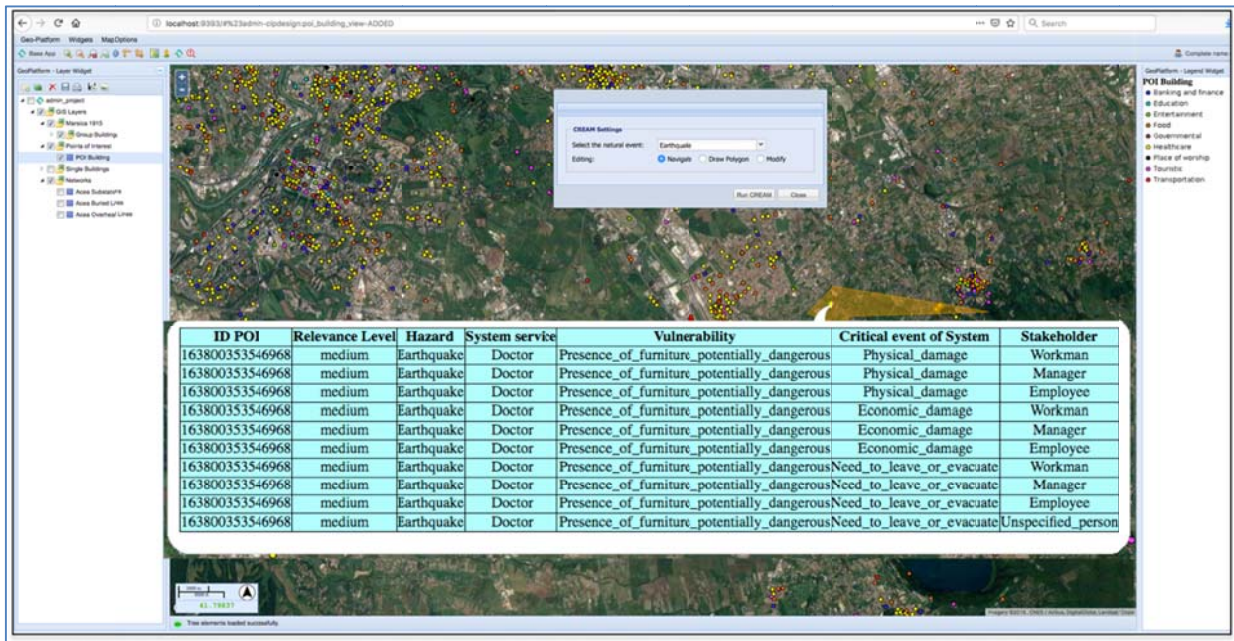 localhost:9393/#%23admin-cipdesign:poi_building_view-ADDED
Search
Geo-Platform Widgets MapOptions
Base App
Complete name
GeoPlatform - Layer Widget
admin_project
GIS Layers
Marsica 1915
Group Buildings
Points of Interest
POI Building
Single Buildings
Networks
Acea Substations
Acea Buried Lines
Acea Overhead Lines
CREAM Settings
Select the natural event: Earthquake
Editing: Navigate Draw Polygon Modify
Run CREAM Close
GeoPlatform - Legend Widget
POI Building
Banking and finance
Education
Entertainment
Food
Governmental
Healthcare
Place of worship
Touristic
Transportation
ID POI Relevance Level Hazard System service Vulnerability Critical event of System Stakeholder
163800353546968 medium Earthquake Doctor Presence_of_furniture_potentially_dangerous Physical_damage Workman
163800353546968 medium Earthquake Doctor Presence_of_furniture_potentially_dangerous Physical_damage Manager
163800353546968 medium Earthquake Doctor Presence_of_furniture_potentially_dangerous Physical_damage Employee
163800353546968 medium Earthquake Doctor Presence_of_furniture_potentially_dangerous Economic_damage Workman
163800353546968 medium Earthquake Doctor Presence_of_furniture_potentially_dangerous Economic_damage Manager
163800353546968 medium Earthquake Doctor Presence_of_furniture_potentially_dangerous Economic_damage Employee
163800353546968 medium Earthquake Doctor Presence_of_furniture_potentially_dangerous Need_to_leave_or_evacuate Workman
163800353546968 medium Earthquake Doctor Presence_of_furniture_potentially_dangerous Need_to_leave_or_evacuate Manager
163800353546968 medium Earthquake Doctor Presence_of_furniture_potentially_dangerous Need_to_leave_or_evacuate Employee
163800353546968 medium Earthquake Doctor Presence_of_furniture_potentially_dangerous Need_to_leave_or_evacuate Unspecified_person
41.79837
Tree elements loaded successfully.